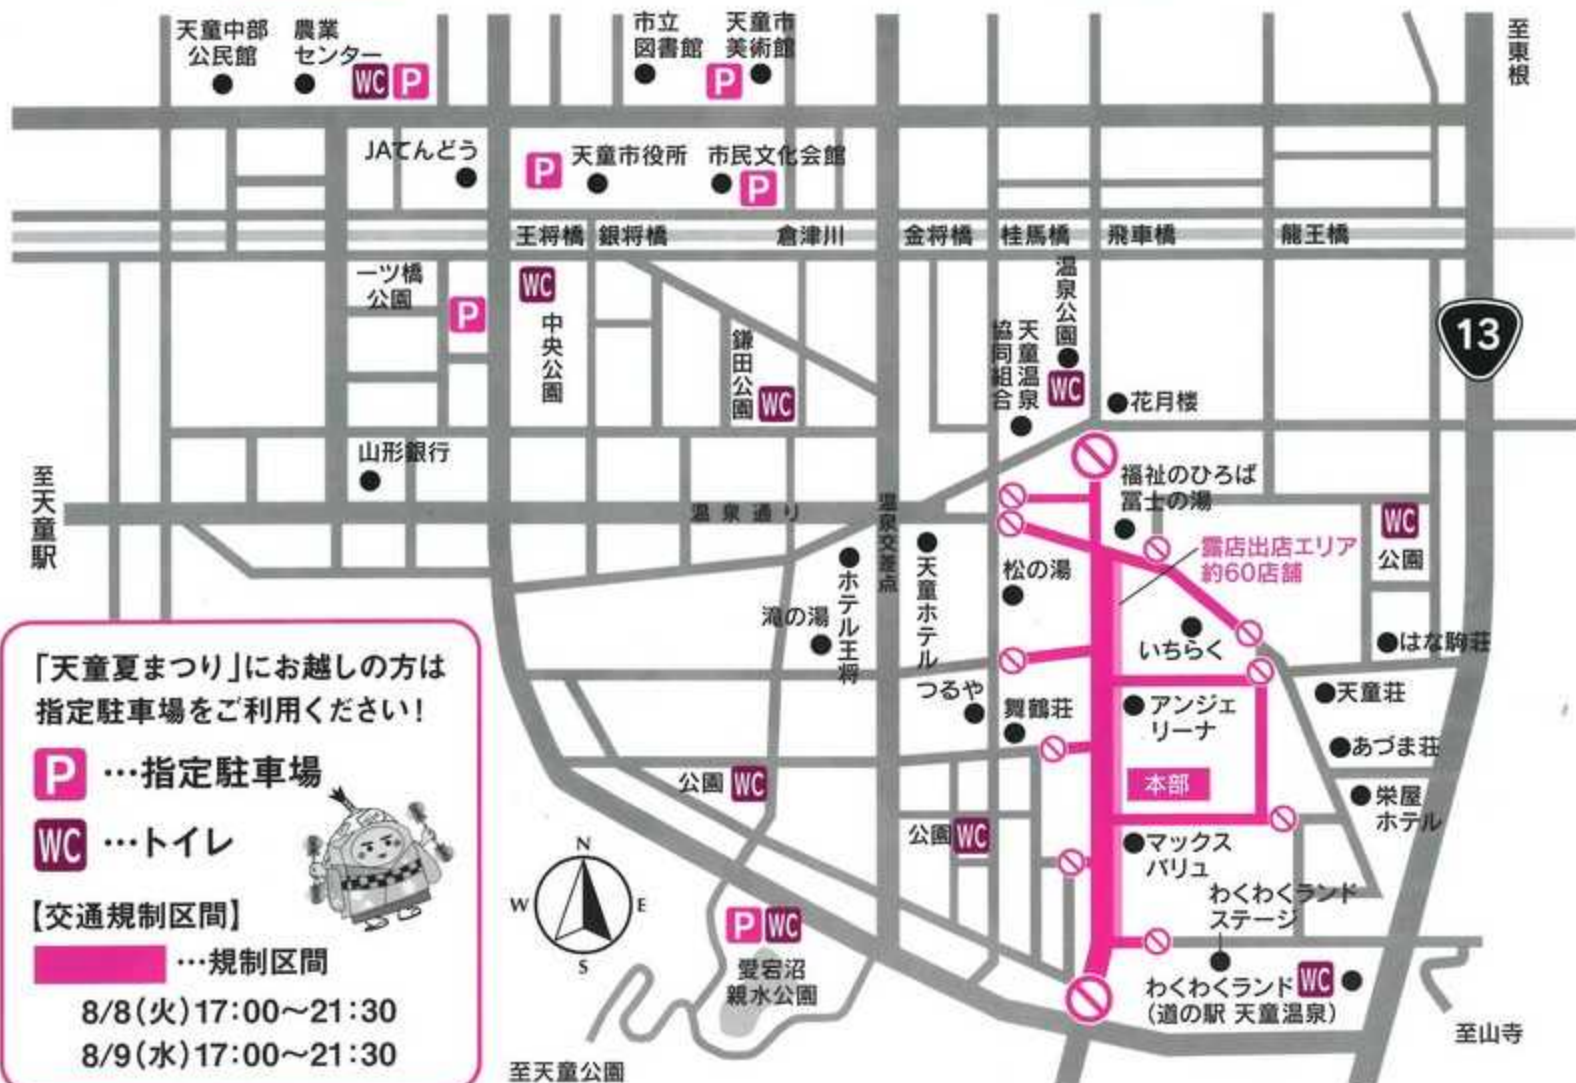 天童中部
公民館
農業
センター
WC
P
市立
図書館
天童市
美術館
P
至東根
JAてんどう
P
天童市役所
市民文化会館
P
王将橋
銀将橋
倉津川
金将橋
桂馬橋
飛車橋
龍王橋
一ツ橋
公園
P
WC
中央公園
鎌田公園
WC
温泉公園
WC
天童温泉
協同組合
花月楼
13
山形銀行
至天童駅
温泉通り
温泉交差点
福祉のひろば
冨士の湯
WC
公園
露店出店エリア
約60店舗
天童ホテル
松の湯
ホテル王将
滝の湯
いちらく
はな駒荘
つるや
舞鶴荘
アンジェ
リーナ
天童荘
あづま荘
本部
栄屋
ホテル
公園
WC
公園
WC
マックス
バリュ
わくわくランド
ステージ
わくわくランド
(道の駅 天童温泉)
WC
至山寺
P
WC
愛宕沼
親水公園
至天童公園
N
W
E
S
「天童夏まつり」にお越しの方は
指定駐車場をご利用ください!
P …指定駐車場
WC …トイレ
【交通規制区間】
…規制区間
8/8(火)17:00〜21:30
8/9(水)17:00〜21:30